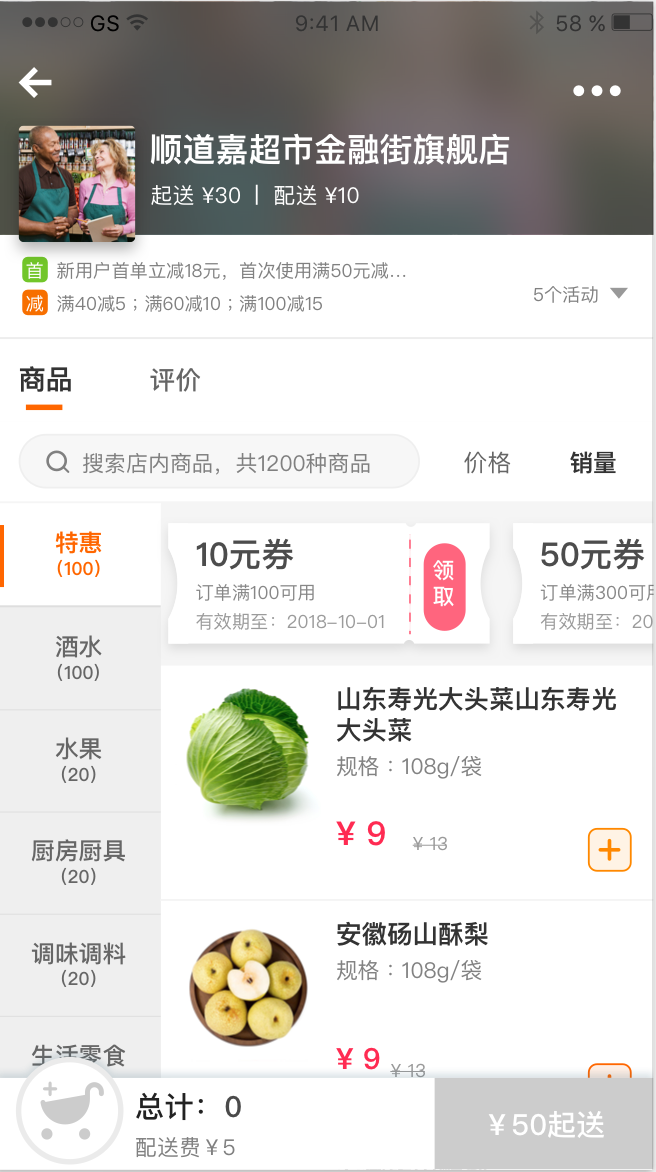 GS 9:41 AM 58 %
顺道嘉超市金融街旗舰店
起送 ¥30 | 配送 ¥10
首 新用户首单立减18元，首次使用满50元减...
减 满40减5；满60减10；满100减15
5个活动
商品 评价
搜索店内商品，共1200种商品 价格 销量
特惠
(100)
酒水
(100)
水果
(20)
厨房厨具
(20)
调味调料
(20)
生活零食
10元券
订单满100可用
有效期至：2018-10-01
领
取
50元券
订单满300可用
有效期至：20
山东寿光大头菜山东寿光
大头菜
规格：108g/袋
¥ 9 ¥ 13
安徽砀山酥梨
规格：108g/袋
¥ 9 ¥ 13
总计：0
配送费¥5
¥50起送